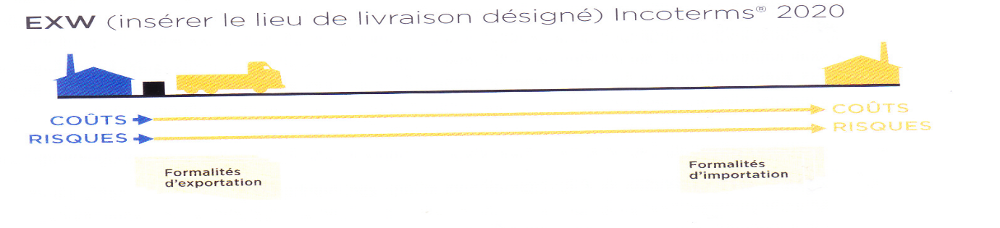 EXW (insérer le lieu de livraison désigné) Incoterms® 2020
COÛTS
COÛTS
RISQUES
RISQUES
Formalités
d'exportation
Formalités
d'importation